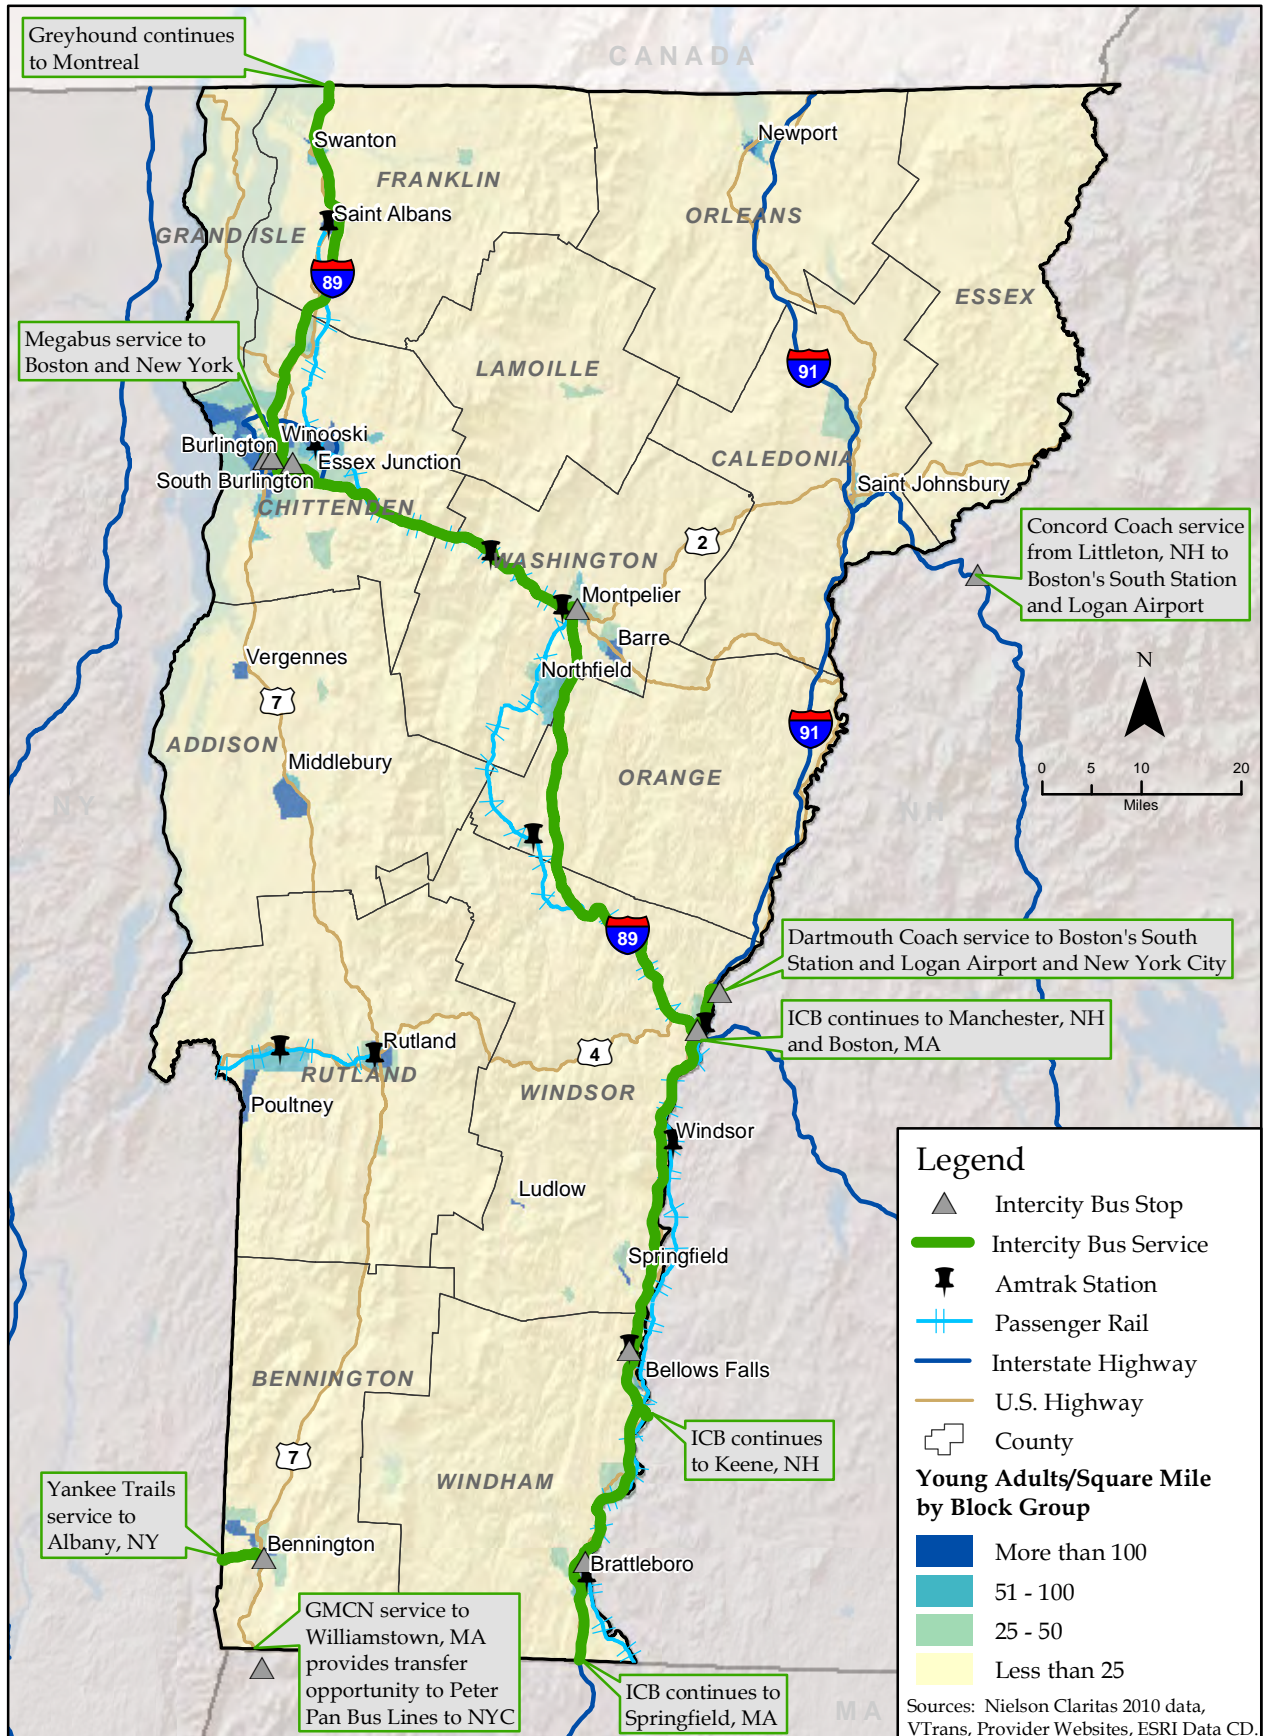 Greyhound continues
to Montreal
CANADA
Swanton
FRANKLIN
Newport
Saint Albans
GRAND ISLE
ORLEANS
89
ESSEX
Megabus service to
Boston and New York
LAMOILLE
91
Winooski
Burlington
Essex Junction
South Burlington
CHITTENDEN
CALEDONIA
Saint Johnsbury
Concord Coach service
from Littleton, NH to
Boston's South Station
and Logan Airport
2
WASHINGTON
Montpelier
Barre
Northfield
Vergennes
7
N
91
ADDISON
Middlebury
ORANGE
0 5 10 20
Miles
NY
89
Dartmouth Coach service to Boston's South
Station and Logan Airport and New York City
ICB continues to Manchester, NH
and Boston, MA
Rutland
4
RUTLAND
WINDSOR
Poultney
Windsor
Ludlow
Springfield
Bellows Falls
BENNINGTON
ICB continues
to Keene, NH
7
WINDHAM
Yankee Trails
service to
Albany, NY
Bennington
Brattleboro
GMCN service to
Williamstown, MA
provides transfer
opportunity to Peter
Pan Bus Lines to NYC
ICB continues to
Springfield, MA
MA
Legend
Intercity Bus Stop
Intercity Bus Service
Amtrak Station
Passenger Rail
Interstate Highway
U.S. Highway
County
Young Adults/Square Mile
by Block Group
More than 100
51 - 100
25 - 50
Less than 25
Sources: Nielson Claritas 2010 data,
VTrans, Provider Websites, ESRI Data CD.